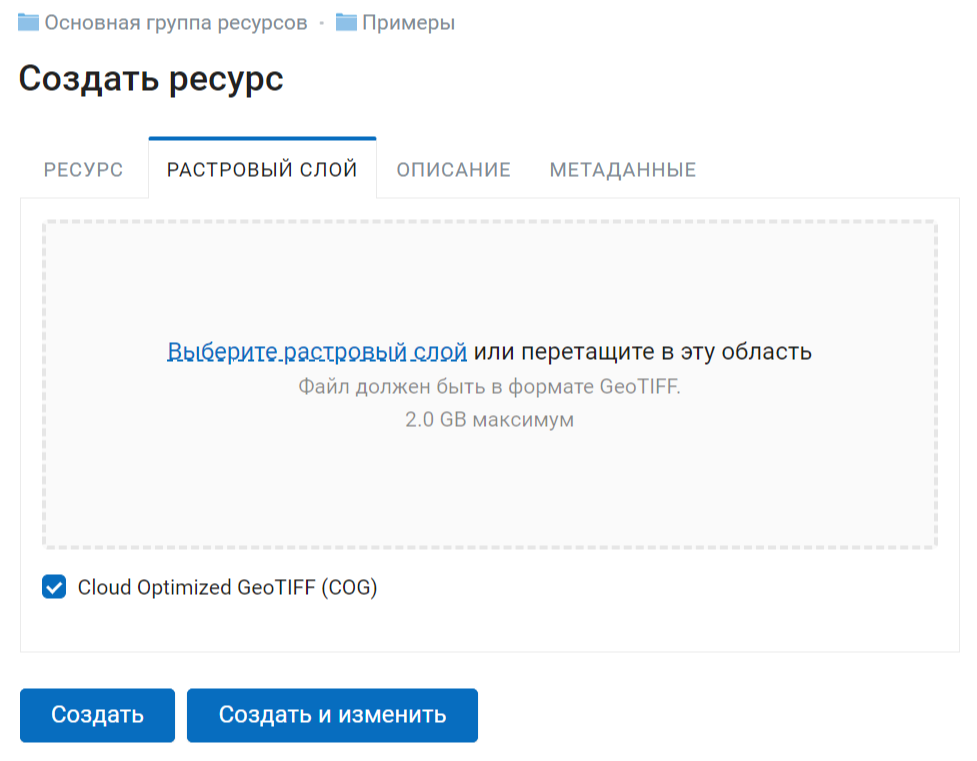 Основная группа ресурсов · Примеры
Создать ресурс
РЕСУРС РАСТРОВЫЙ СЛОЙ ОПИСАНИЕ МЕТАДАННЫЕ
Выберите растровый слой или перетащите в эту область
Файл должен быть в формате GeoTIFF.
2.0 GB максимум
Cloud Optimized GeoTIFF (COG)
Создать Создать и изменить